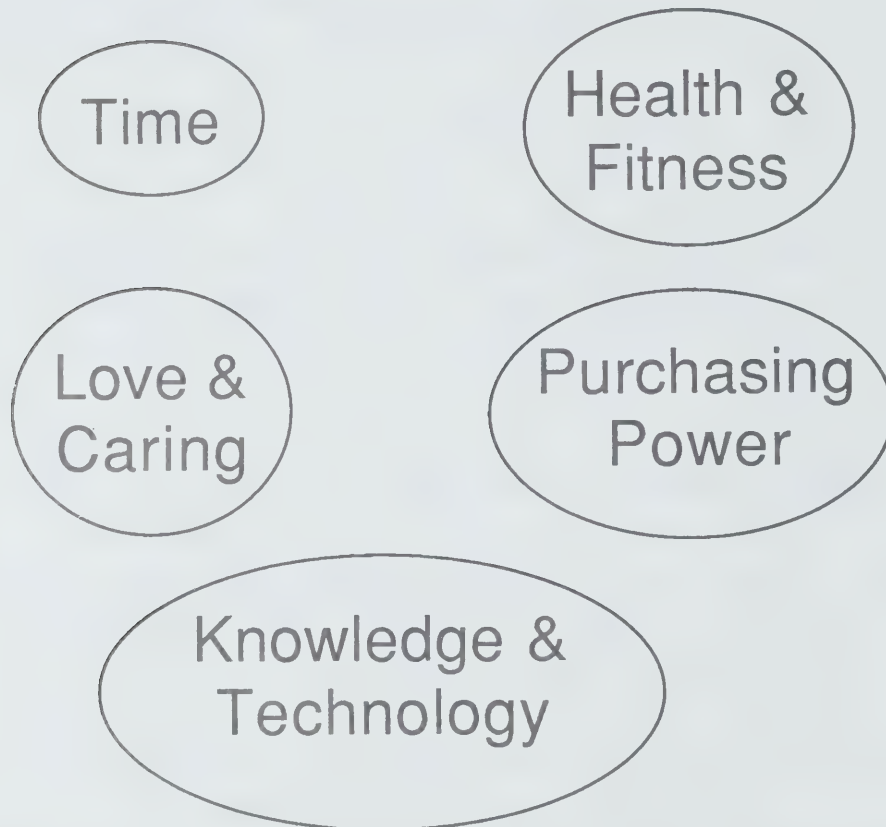 Time
Health &
Fitness
Love &
Caring
Purchasing
Power
Knowledge &
Technology